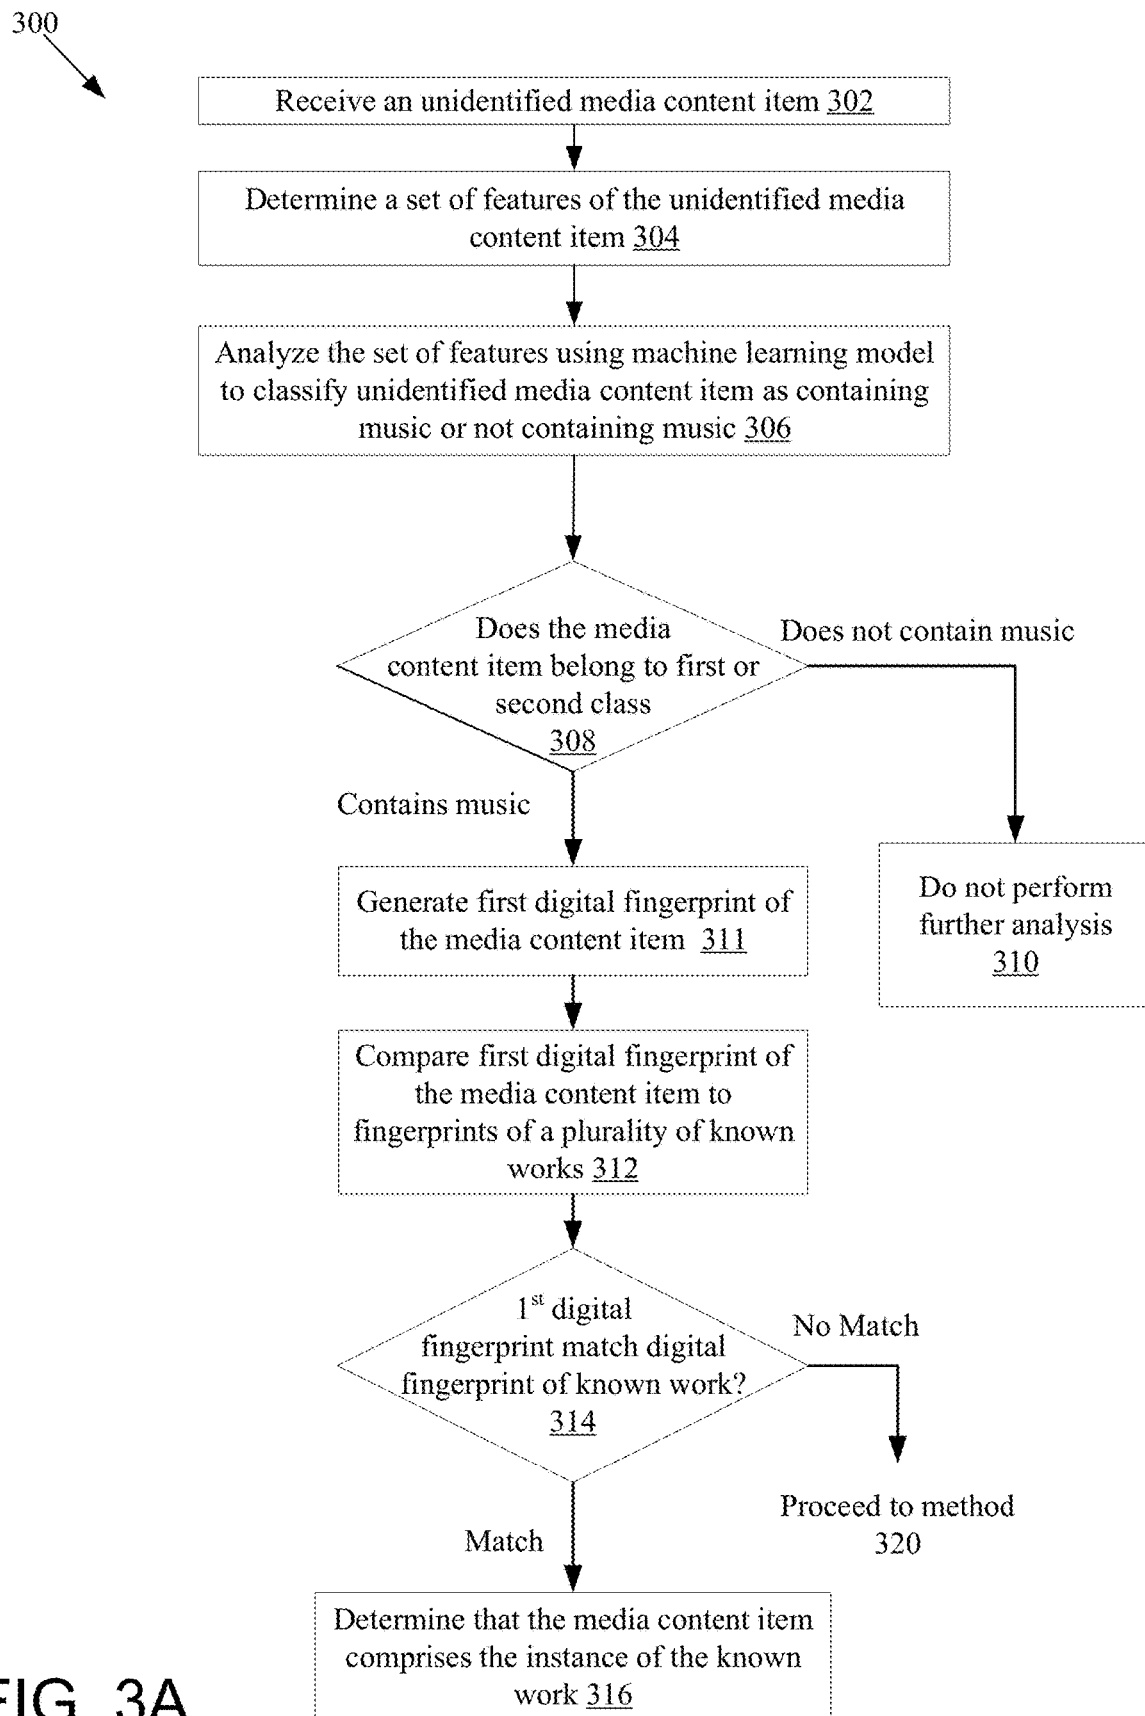 300
Receive an unidentified media content item 302
Determine a set of features of the unidentified media
content item 304
Analyze the set of features using machine learning model
to classify unidentified media content item as containing
music or not containing music 306
Does the media
content item belong to first or
second class
308
Does not contain music
Contains music
Generate first digital fingerprint of
the media content item 311
Do not perform
further analysis
310
Compare first digital fingerprint of
the media content item to
fingerprints of a plurality of known
works 312
1st digital
fingerprint match digital
fingerprint of known work?
314
No Match
Proceed to method
320
Match
Determine that the media content item
comprises the instance of the known
work 316
FIG. 3A